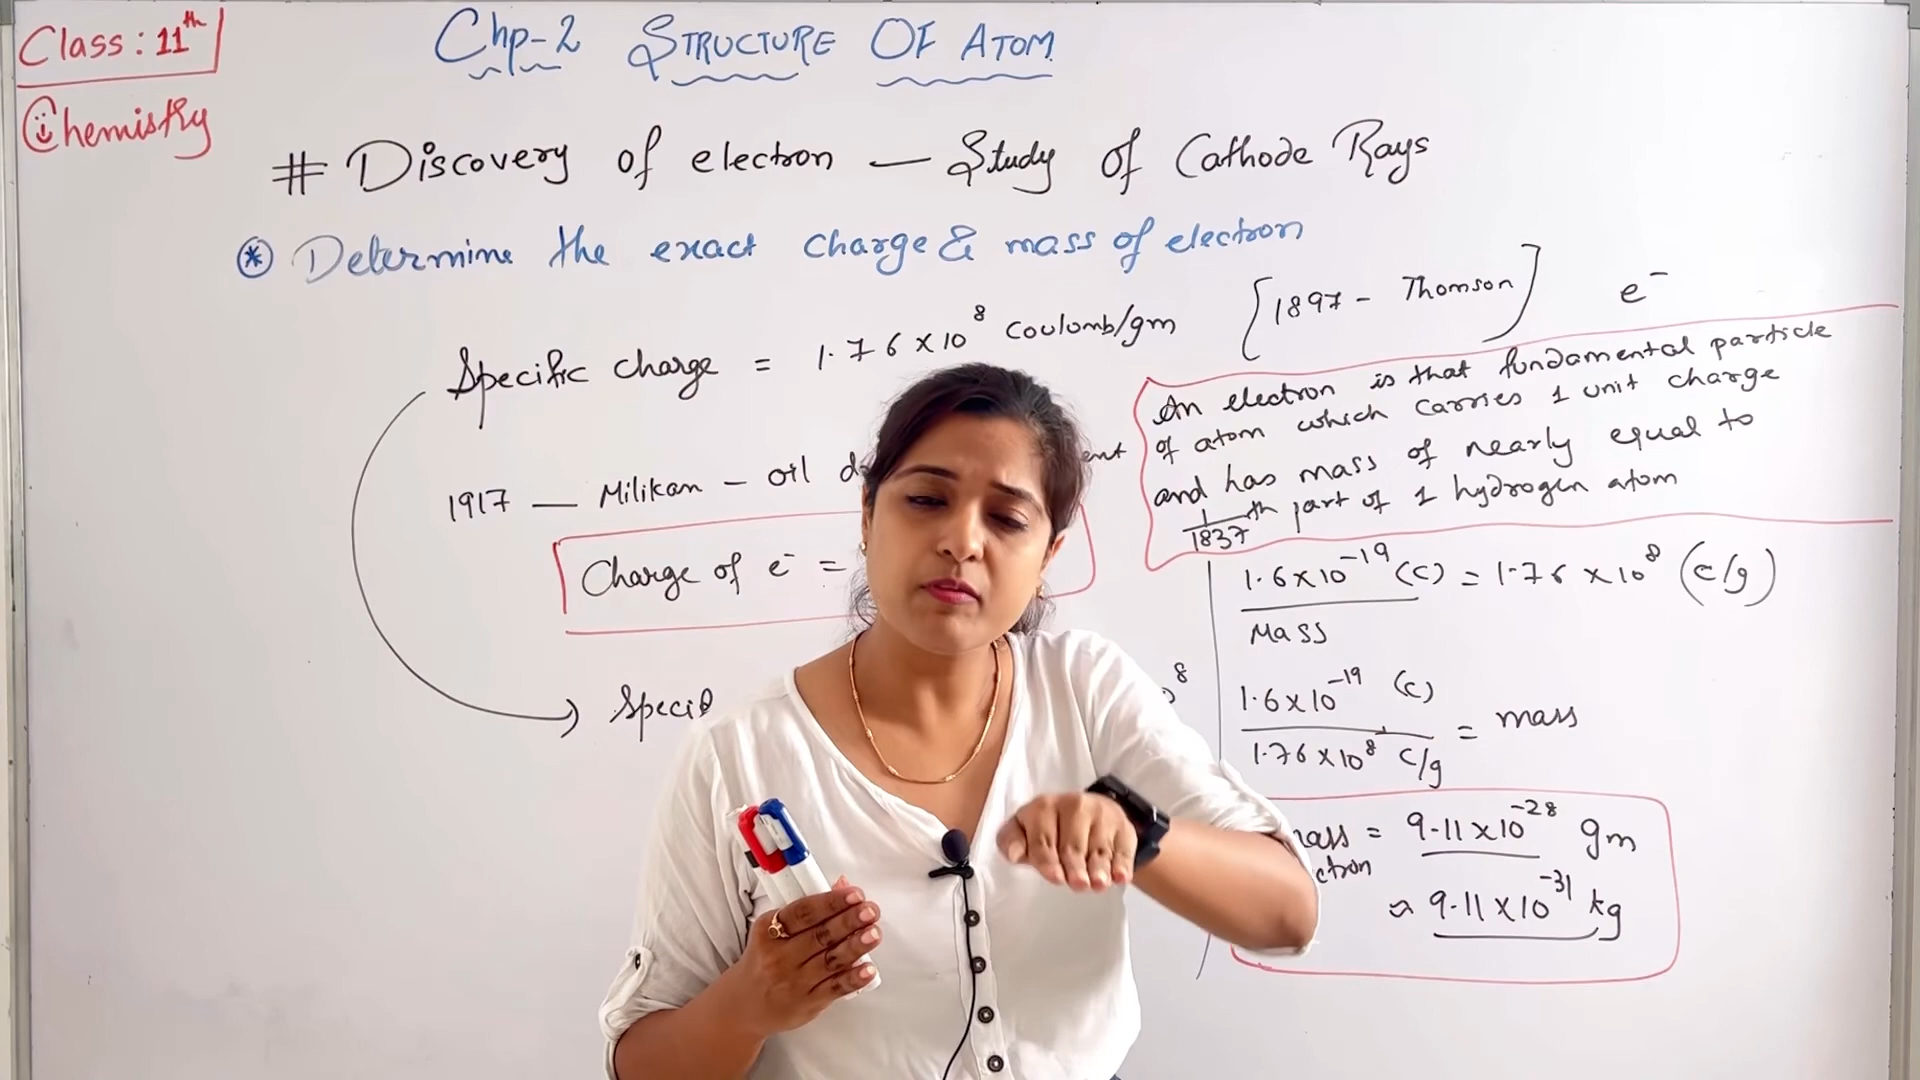 Class : 11th
Chemistry
Chp-2 STRUCTURE OF ATOM
# Discovery of electron — Study of Cathode Rays
* Determine the exact charge & mass of electron
Specific charge = 1.76 x 10^8 Coulomb/gm [1897 - Thomson] e⁻
1917 — Milikan - oil d
ent
Charge of e⁻ =
Specif
8
An electron is that fundamental particle
of atom which carries 1 unit charge
and has mass of nearly equal to
1/1837th part of 1 hydrogen atom
1.6 x 10^-19 (C) = 1.76 x 10^8 (C/g)
Mass
1.6 x 10^-19 (C) = mass
1.76 x 10^8 C/g
mass = 9.11 x 10^-28 gm
ctron
≈ 9.11 x 10^-31 kg